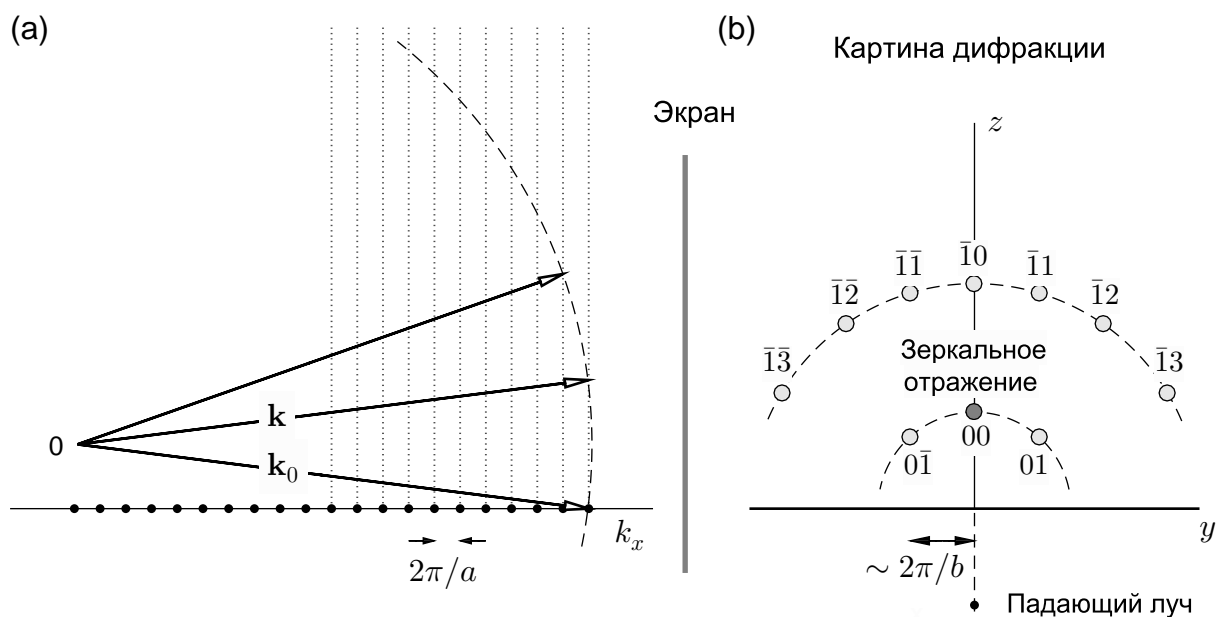 (a)
0
k
k₀
kₓ
2π/a
Экран
(b)
Картина дифракции
z
1̄0
1̄1̄
1̄1
1̄2̄
1̄2
1̄3̄
1̄3
Зеркальное
отражение
00
01̄
01
y
∼ 2π/b
Падающий луч